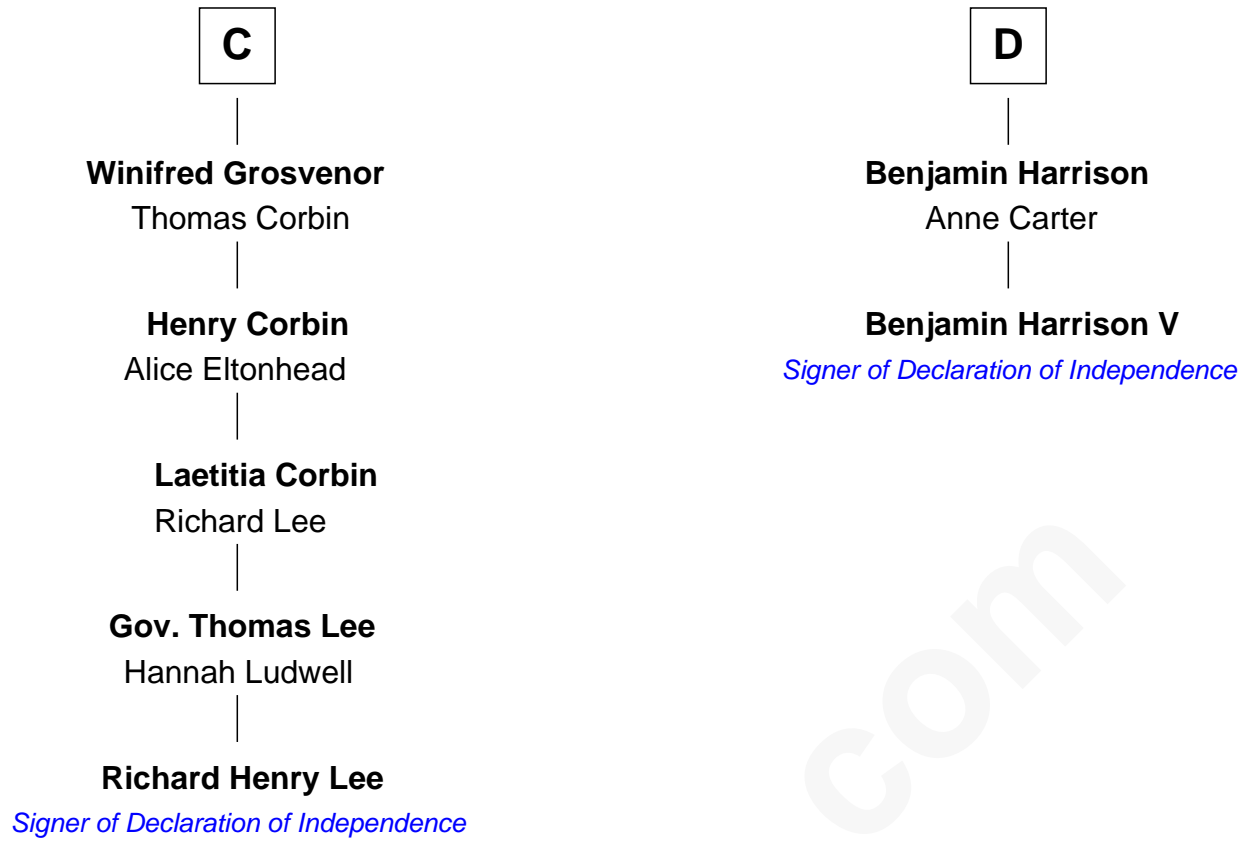 C
Winifred Grosvenor
Thomas Corbin
Henry Corbin
Alice Eltonhead
Laetitia Corbin
Richard Lee
Gov. Thomas Lee
Hannah Ludwell
Richard Henry Lee
Signer of Declaration of Independence
D
Benjamin Harrison
Anne Carter
Benjamin Harrison V
Signer of Declaration of Independence
com